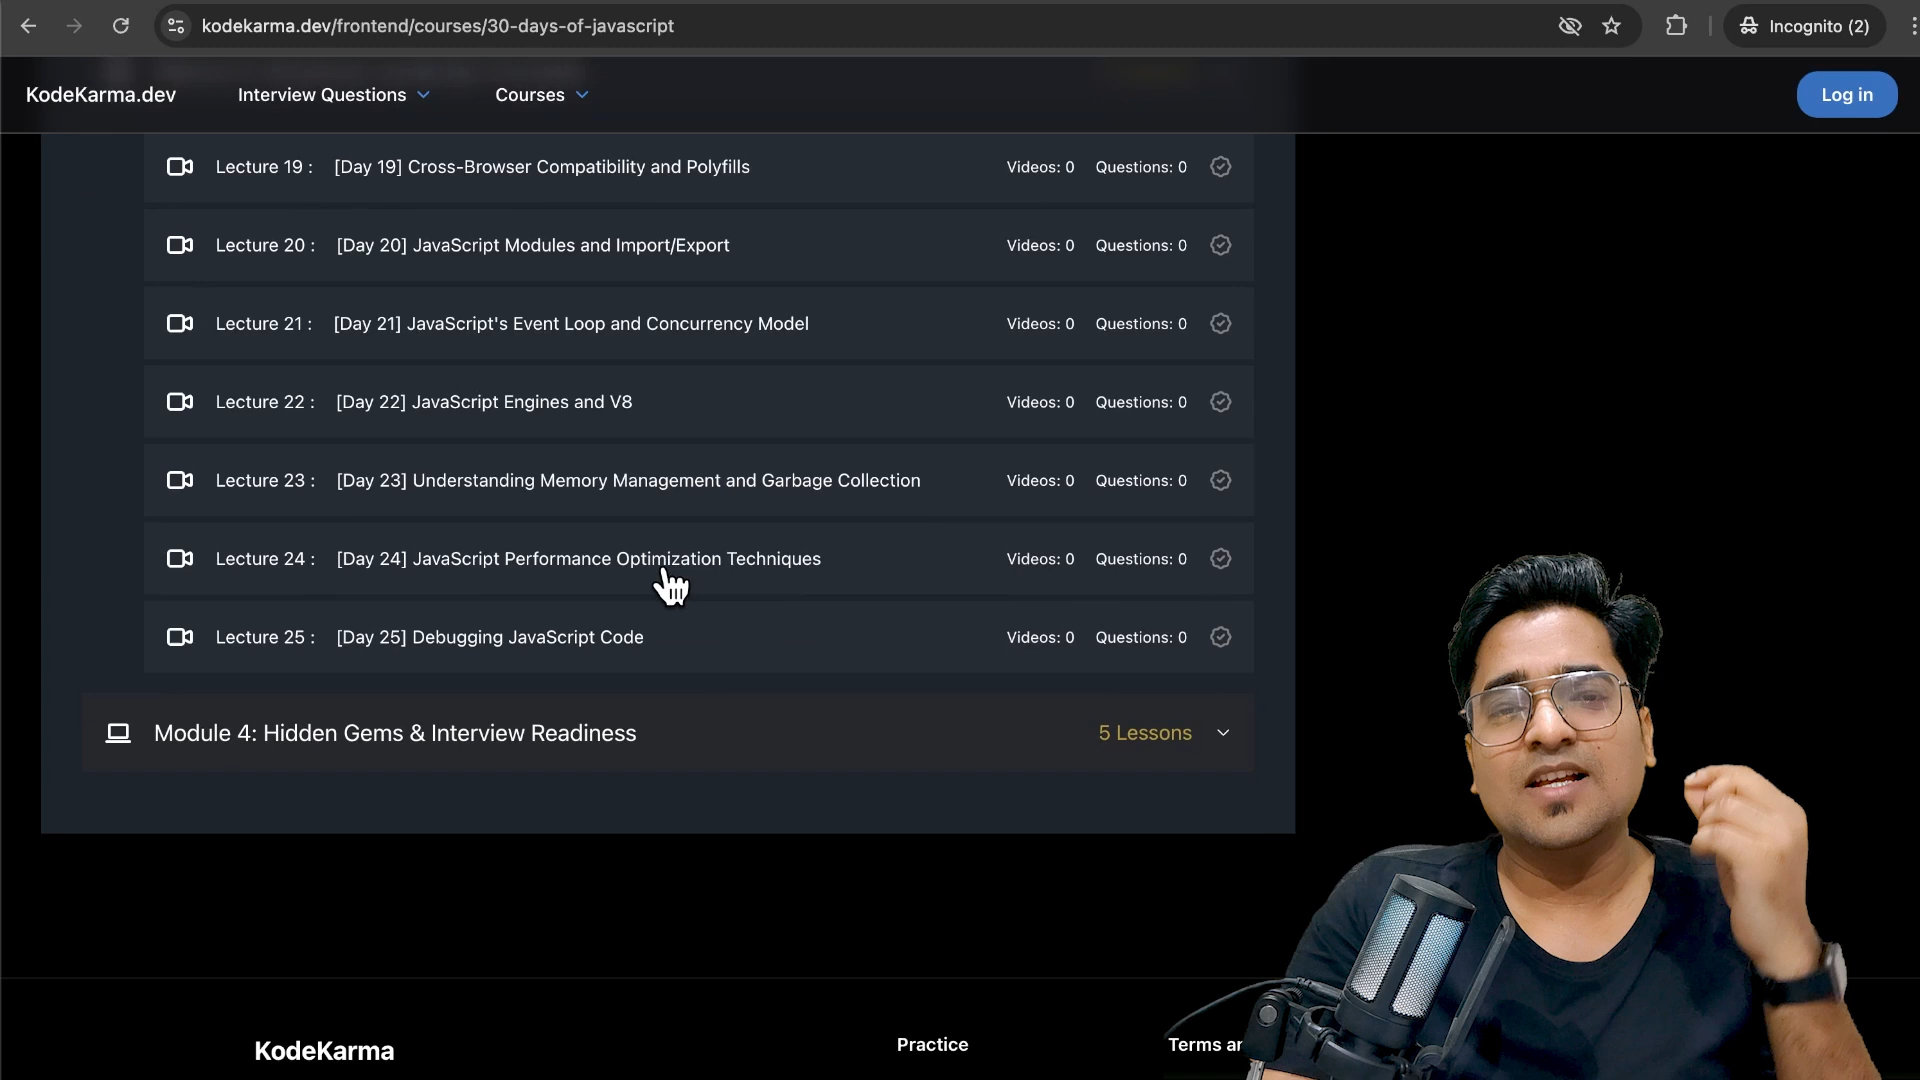 kodekarma.dev/frontend/courses/30-days-of-javascript
Incognito (2)
KodeKarma.dev
Interview Questions
Courses
Log in
Lecture 19 : [Day 19] Cross-Browser Compatibility and Polyfills Videos: 0 Questions: 0
Lecture 20 : [Day 20] JavaScript Modules and Import/Export Videos: 0 Questions: 0
Lecture 21 : [Day 21] JavaScript's Event Loop and Concurrency Model Videos: 0 Questions: 0
Lecture 22 : [Day 22] JavaScript Engines and V8 Videos: 0 Questions: 0
Lecture 23 : [Day 23] Understanding Memory Management and Garbage Collection Videos: 0 Questions: 0
Lecture 24 : [Day 24] JavaScript Performance Optimization Techniques Videos: 0 Questions: 0
Lecture 25 : [Day 25] Debugging JavaScript Code Videos: 0 Questions: 0
Module 4: Hidden Gems & Interview Readiness 5 Lessons
KodeKarma
Practice
Terms